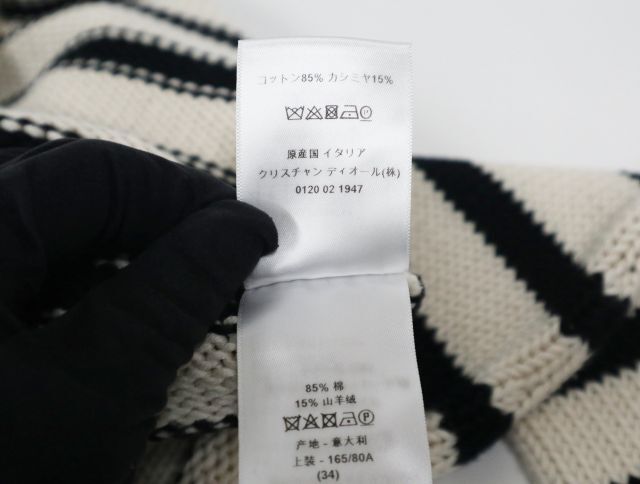 コットン85% カシミヤ15%
原産国 イタリア
クリスチャン ディオール(株)
0120 02 1947
85% 棉
15% 山羊绒
产地 - 意大利
上装 - 165/80A
(34)